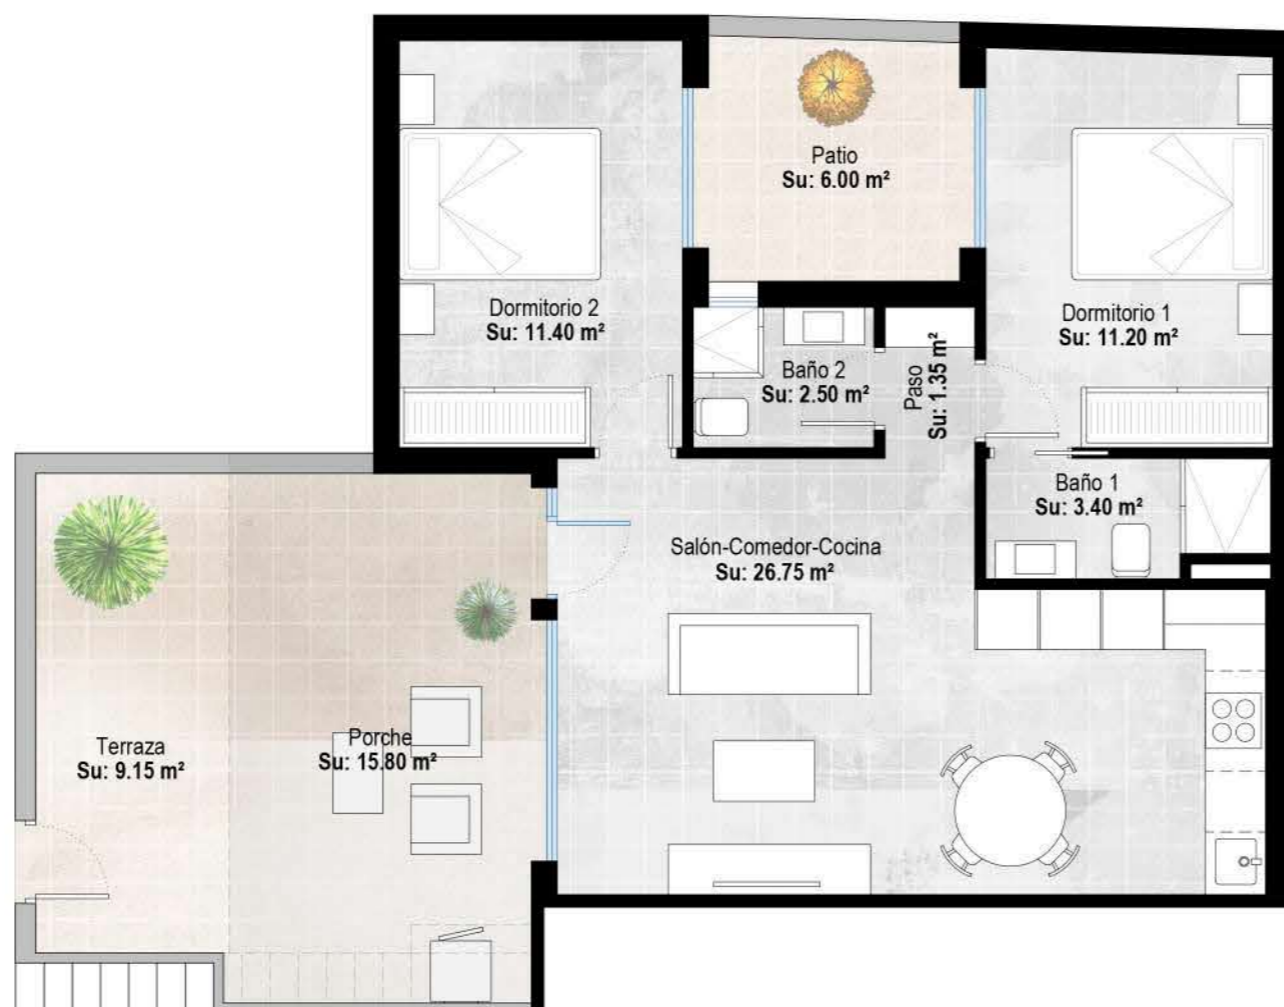 Patio
Su: 6.00 m²
Dormitorio 2
Su: 11.40 m²
Dormitorio 1
Su: 11.20 m²
Baño 2
Su: 2.50 m²
Paso
Su: 1.35 m²
Baño 1
Su: 3.40 m²
Salón-Comedor-Cocina
Su: 26.75 m²
Terraza
Su: 9.15 m²
Porche
Su: 15.80 m²